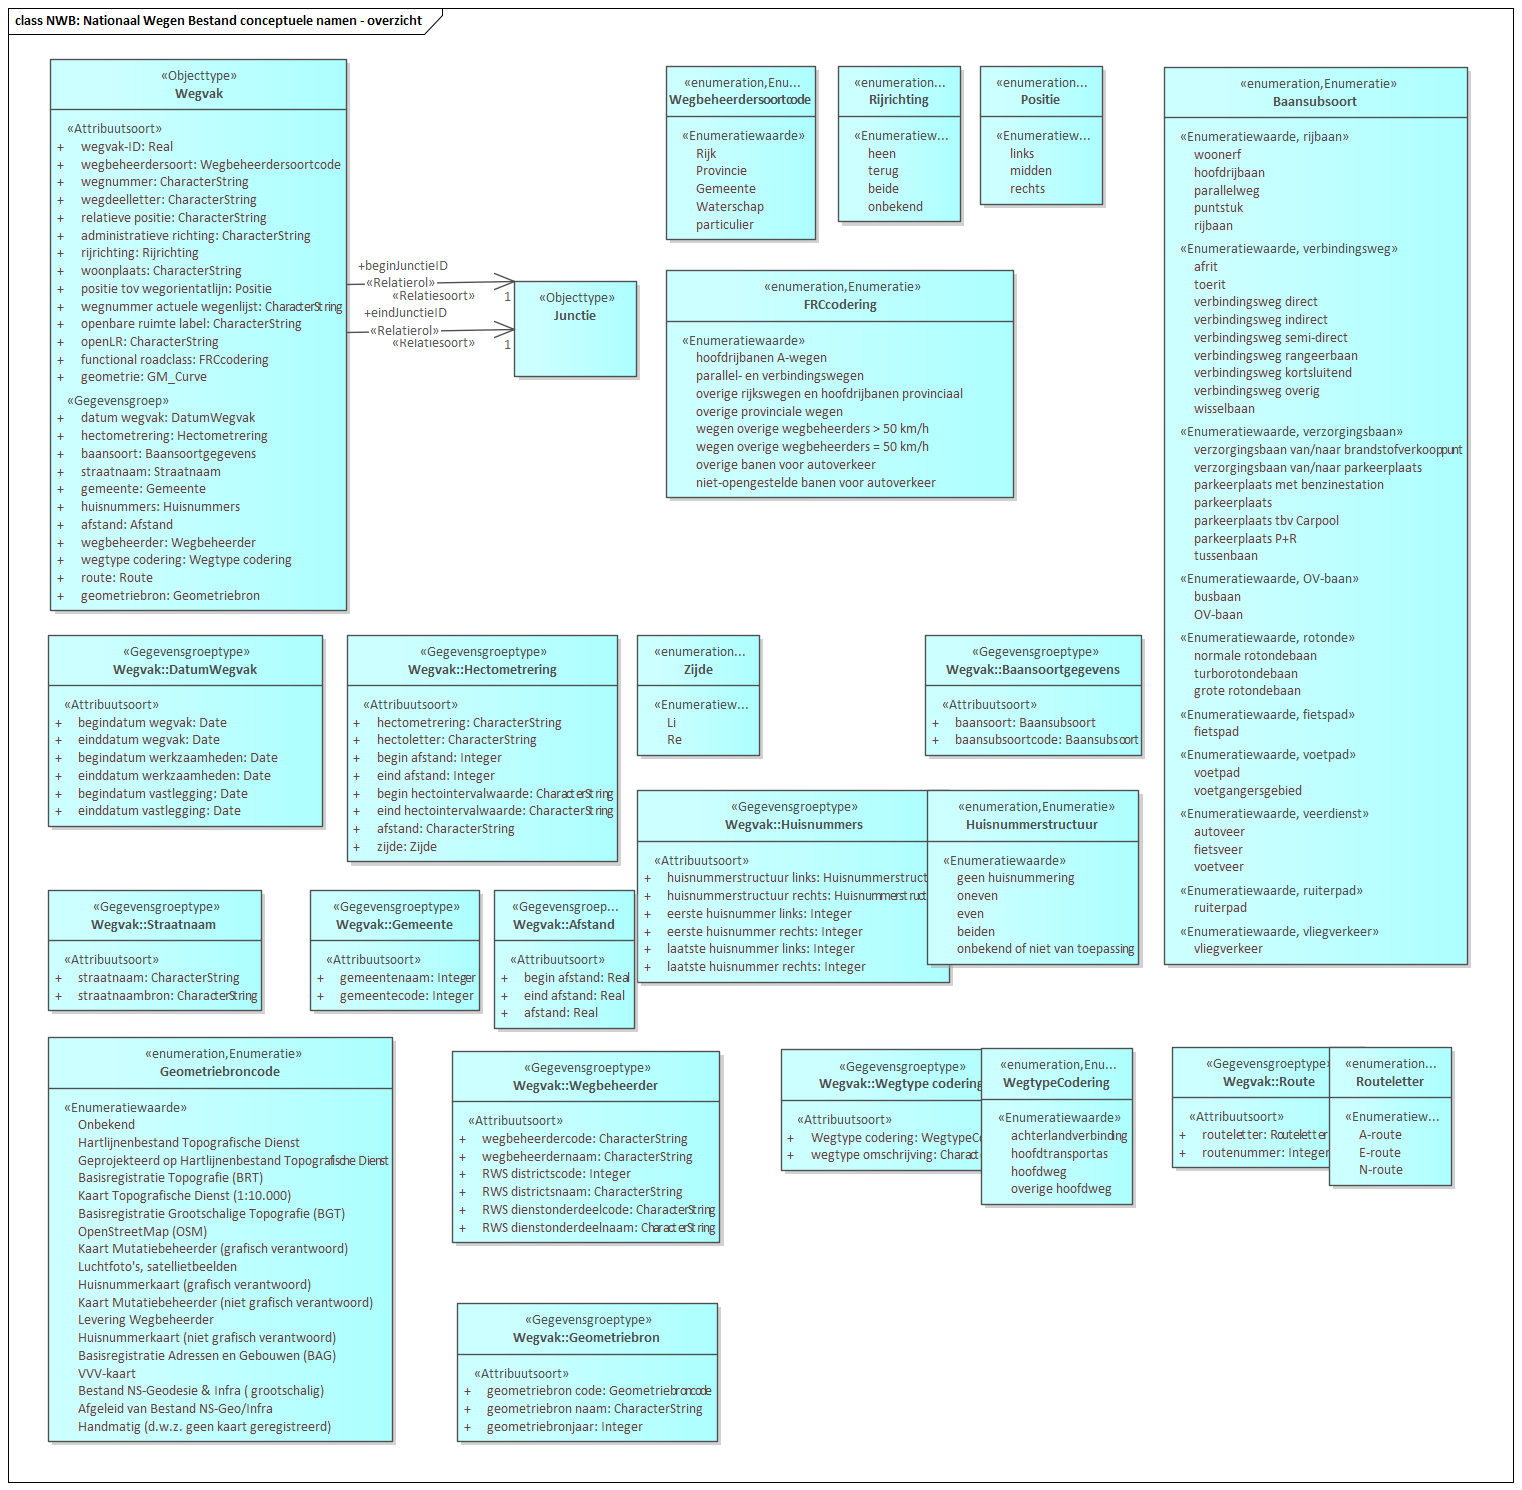 class NWB: Nationaal Wegen Bestand conceptuele namen - overzicht
«Objecttype»
Wegvak
«Attribuutsoort»
+ wegvak-ID: Real
+ wegbeheerdersoort: Wegbeheerdersoortcode
+ wegnummer: CharacterString
+ wegdeelletter: CharacterString
+ relatieve positie: CharacterString
+ administratieve richting: CharacterString
+ rijrichting: Rijrichting
+ woonplaats: CharacterString
+ positie tov wegorientatlijn: Positie
+ wegnummer actuele wegenlijst: CharacterString
+ openbare ruimte label: CharacterString
+ openLR: CharacterString
+ functional roadclass: FRCcodering
+ geometrie: GM_Curve
«Gegevensgroep»
+ datum wegvak: DatumWegvak
+ hectometrering: Hectometrering
+ baansoort: Baansoortgegevens
+ straatnaam: Straatnaam
+ gemeente: Gemeente
+ huisnummers: Huisnummers
+ afstand: Afstand
+ wegbeheerder: Wegbeheerder
+ wegtype codering: Wegtype codering
+ route: Route
+ geometriebron: Geometriebron
+beginJunctieID
«Relatierol»
«Relatiesoort»
1
+eindJunctieID
«Relatierol»
«Relatiesoort»
1
«Objecttype»
Junctie
«enumeration,Enu...
Wegbeheerdersoortcode
«Enumeratiewaarde»
Rijk
Provincie
Gemeente
Waterschap
particulier
«enumeration...
Rijrichting
«Enumeratiew...
heen
terug
beide
onbekend
«enumeration...
Positie
«Enumeratiew...
links
midden
rechts
«enumeration,Enumeratie»
FRCcodering
«Enumeratiewaarde»
hoofdrijbanen A-wegen
parallel- en verbindingswegen
overige rijkswegen en hoofdrijbanen provinciaal
overige provinciale wegen
wegen overige wegbeheerders > 50 km/h
wegen overige wegbeheerders = 50 km/h
overige banen voor autoverkeer
niet-opengestelde banen voor autoverkeer
«enumeration,Enumeratie»
Baansubsoort
«Enumeratiewaarde, rijbaan»
woonerf
hoofdrijbaan
parallelweg
puntstuk
rijbaan
«Enumeratiewaarde, verbindingsweg»
afrit
toerit
verbindingsweg direct
verbindingsweg indirect
verbindingsweg semi-direct
verbindingsweg rangeerbaan
verbindingsweg kortsluitend
verbindingsweg overig
wisselbaan
«Enumeratiewaarde, verzorgingsbaan»
verzorgingsbaan van/naar brandstofverkooppunt
verzorgingsbaan van/naar parkeerplaats
parkeerplaats met benzinestation
parkeerplaats
parkeerplaats tbv Carpool
parkeerplaats P+R
tussenbaan
«Enumeratiewaarde, OV-baan»
busbaan
OV-baan
«Enumeratiewaarde, rotonde»
normale rotondebaan
turborotondebaan
grote rotondebaan
«Enumeratiewaarde, fietspad»
fietspad
«Enumeratiewaarde, voetpad»
voetpad
voetgangersgebied
«Enumeratiewaarde, veerdienst»
autoveer
fietsveer
voetveer
«Enumeratiewaarde, ruiterpad»
ruiterpad
«Enumeratiewaarde, vliegverkeer»
vliegverkeer
«Gegevensgroeptype»
Wegvak::DatumWegvak
«Attribuutsoort»
+ begindatum wegvak: Date
+ einddatum wegvak: Date
+ begindatum werkzaamheden: Date
+ einddatum werkzaamheden: Date
+ begindatum vastlegging: Date
+ einddatum vastlegging: Date
«Gegevensgroeptype»
Wegvak::Hectometrering
«Attribuutsoort»
+ hectometrering: CharacterString
+ hectoletter: CharacterString
+ begin afstand: Integer
+ eind afstand: Integer
+ begin hectointervalwaarde: CharacterString
+ eind hectointervalwaarde: CharacterString
+ afstand: CharacterString
+ zijde: Zijde
«enumeration...
Zijde
«Enumeratiew...
Li
Re
«Gegevensgroeptype»
Wegvak::Baansoortgegevens
«Attribuutsoort»
+ baansoort: Baansubsoort
+ baansubsoortcode: Baansubsoort
«Gegevensgroeptype»
Wegvak::Huisnummers
«Attribuutsoort»
+ huisnummerstructuur links: Huisnummerstruct
+ huisnummerstructuur rechts: Huisnummerstruct
+ eerste huisnummer links: Integer
+ eerste huisnummer rechts: Integer
+ laatste huisnummer links: Integer
+ laatste huisnummer rechts: Integer
«enumeration,Enumeratie»
Huisnummerstructuur
«Enumeratiewaarde»
geen huisnummering
oneven
even
beiden
onbekend of niet van toepassing
«Gegevensgroeptype»
Wegvak::Straatnaam
«Attribuutsoort»
+ straatnaam: CharacterString
+ straatnaambron: CharacterString
«Gegevensgroeptype»
Wegvak::Gemeente
«Attribuutsoort»
+ gemeentenaam: Integer
+ gemeentecode: Integer
«Gegevensgroep...
Wegvak::Afstand
«Attribuutsoort»
+ begin afstand: Real
+ eind afstand: Real
+ afstand: Real
«enumeration,Enumeratie»
Geometriebroncode
«Enumeratiewaarde»
Onbekend
Hartlijnenbestand Topografische Dienst
Geprojekteerd op Hartlijnenbestand Topografische Dienst
Basisregistratie Topografie (BRT)
Kaart Topografische Dienst (1:10.000)
Basisregistratie Grootschalige Topografie (BGT)
OpenStreetMap (OSM)
Kaart Mutatiebeheerder (grafisch verantwoord)
Luchtfoto's, satellietbeelden
Huisnummerkaart (grafisch verantwoord)
Kaart Mutatiebeheerder (niet grafisch verantwoord)
Levering Wegbeheerder
Huisnummerkaart (niet grafisch verantwoord)
Basisregistratie Adressen en Gebouwen (BAG)
VVV-kaart
Bestand NS-Geodesie & Infra ( grootschalig)
Afgeleid van Bestand NS-Geo/Infra
Handmatig (d.w.z. geen kaart geregistreerd)
«Gegevensgroeptype»
Wegvak::Wegbeheerder
«Attribuutsoort»
+ wegbeheerdercode: CharacterString
+ wegbeheerdernaam: CharacterString
+ RWS districtscode: Integer
+ RWS districtsnaam: CharacterString
+ RWS dienstonderdeelcode: CharacterString
+ RWS dienstonderdeelnaam: CharacterString
«Gegevensgroeptype»
Wegvak::Wegtype codering
«Attribuutsoort»
+ Wegtype codering: WegtypeCo
+ wegtype omschrijving: Charact
«enumeration,Enu...
WegtypeCodering
«Enumeratiewaarde»
achterlandverbinding
hoofdtransportas
hoofdweg
overige hoofdweg
«Gegevensgroeptype»
Wegvak::Route
«Attribuutsoort»
+ routeletter: Routeletter
+ routenummer: Integer
«enumeration...
Routeletter
«Enumeratiew...
A-route
E-route
N-route
«Gegevensgroeptype»
Wegvak::Geometriebron
«Attribuutsoort»
+ geometriebron code: Geometriebroncode
+ geometriebron naam: CharacterString
+ geometriebronjaar: Integer